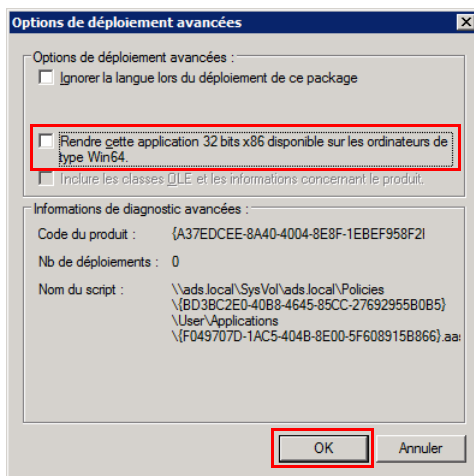 Options de déploiement avancées
Options de déploiement avancées :
Ignorer la langue lors du déploiement de ce package
Rendre cette application 32 bits x86 disponible sur les ordinateurs de
type Win64.
Inclure les classes OLE et les informations concernant le produit.
Informations de diagnostic avancées :
Code du produit : {A37EDCEE-8A40-4004-8E8F-1EBEF958F2I
Nb de déploiements : 0
Nom du script : \\ads.local\SysVol\ads.local\Policies
\{BD3BC2E0-40B8-4645-85CC-27692955B0B5}
\User\Applications
\{F049707D-1AC5-404B-8E00-5F608915B866}.aas
OK Annuler